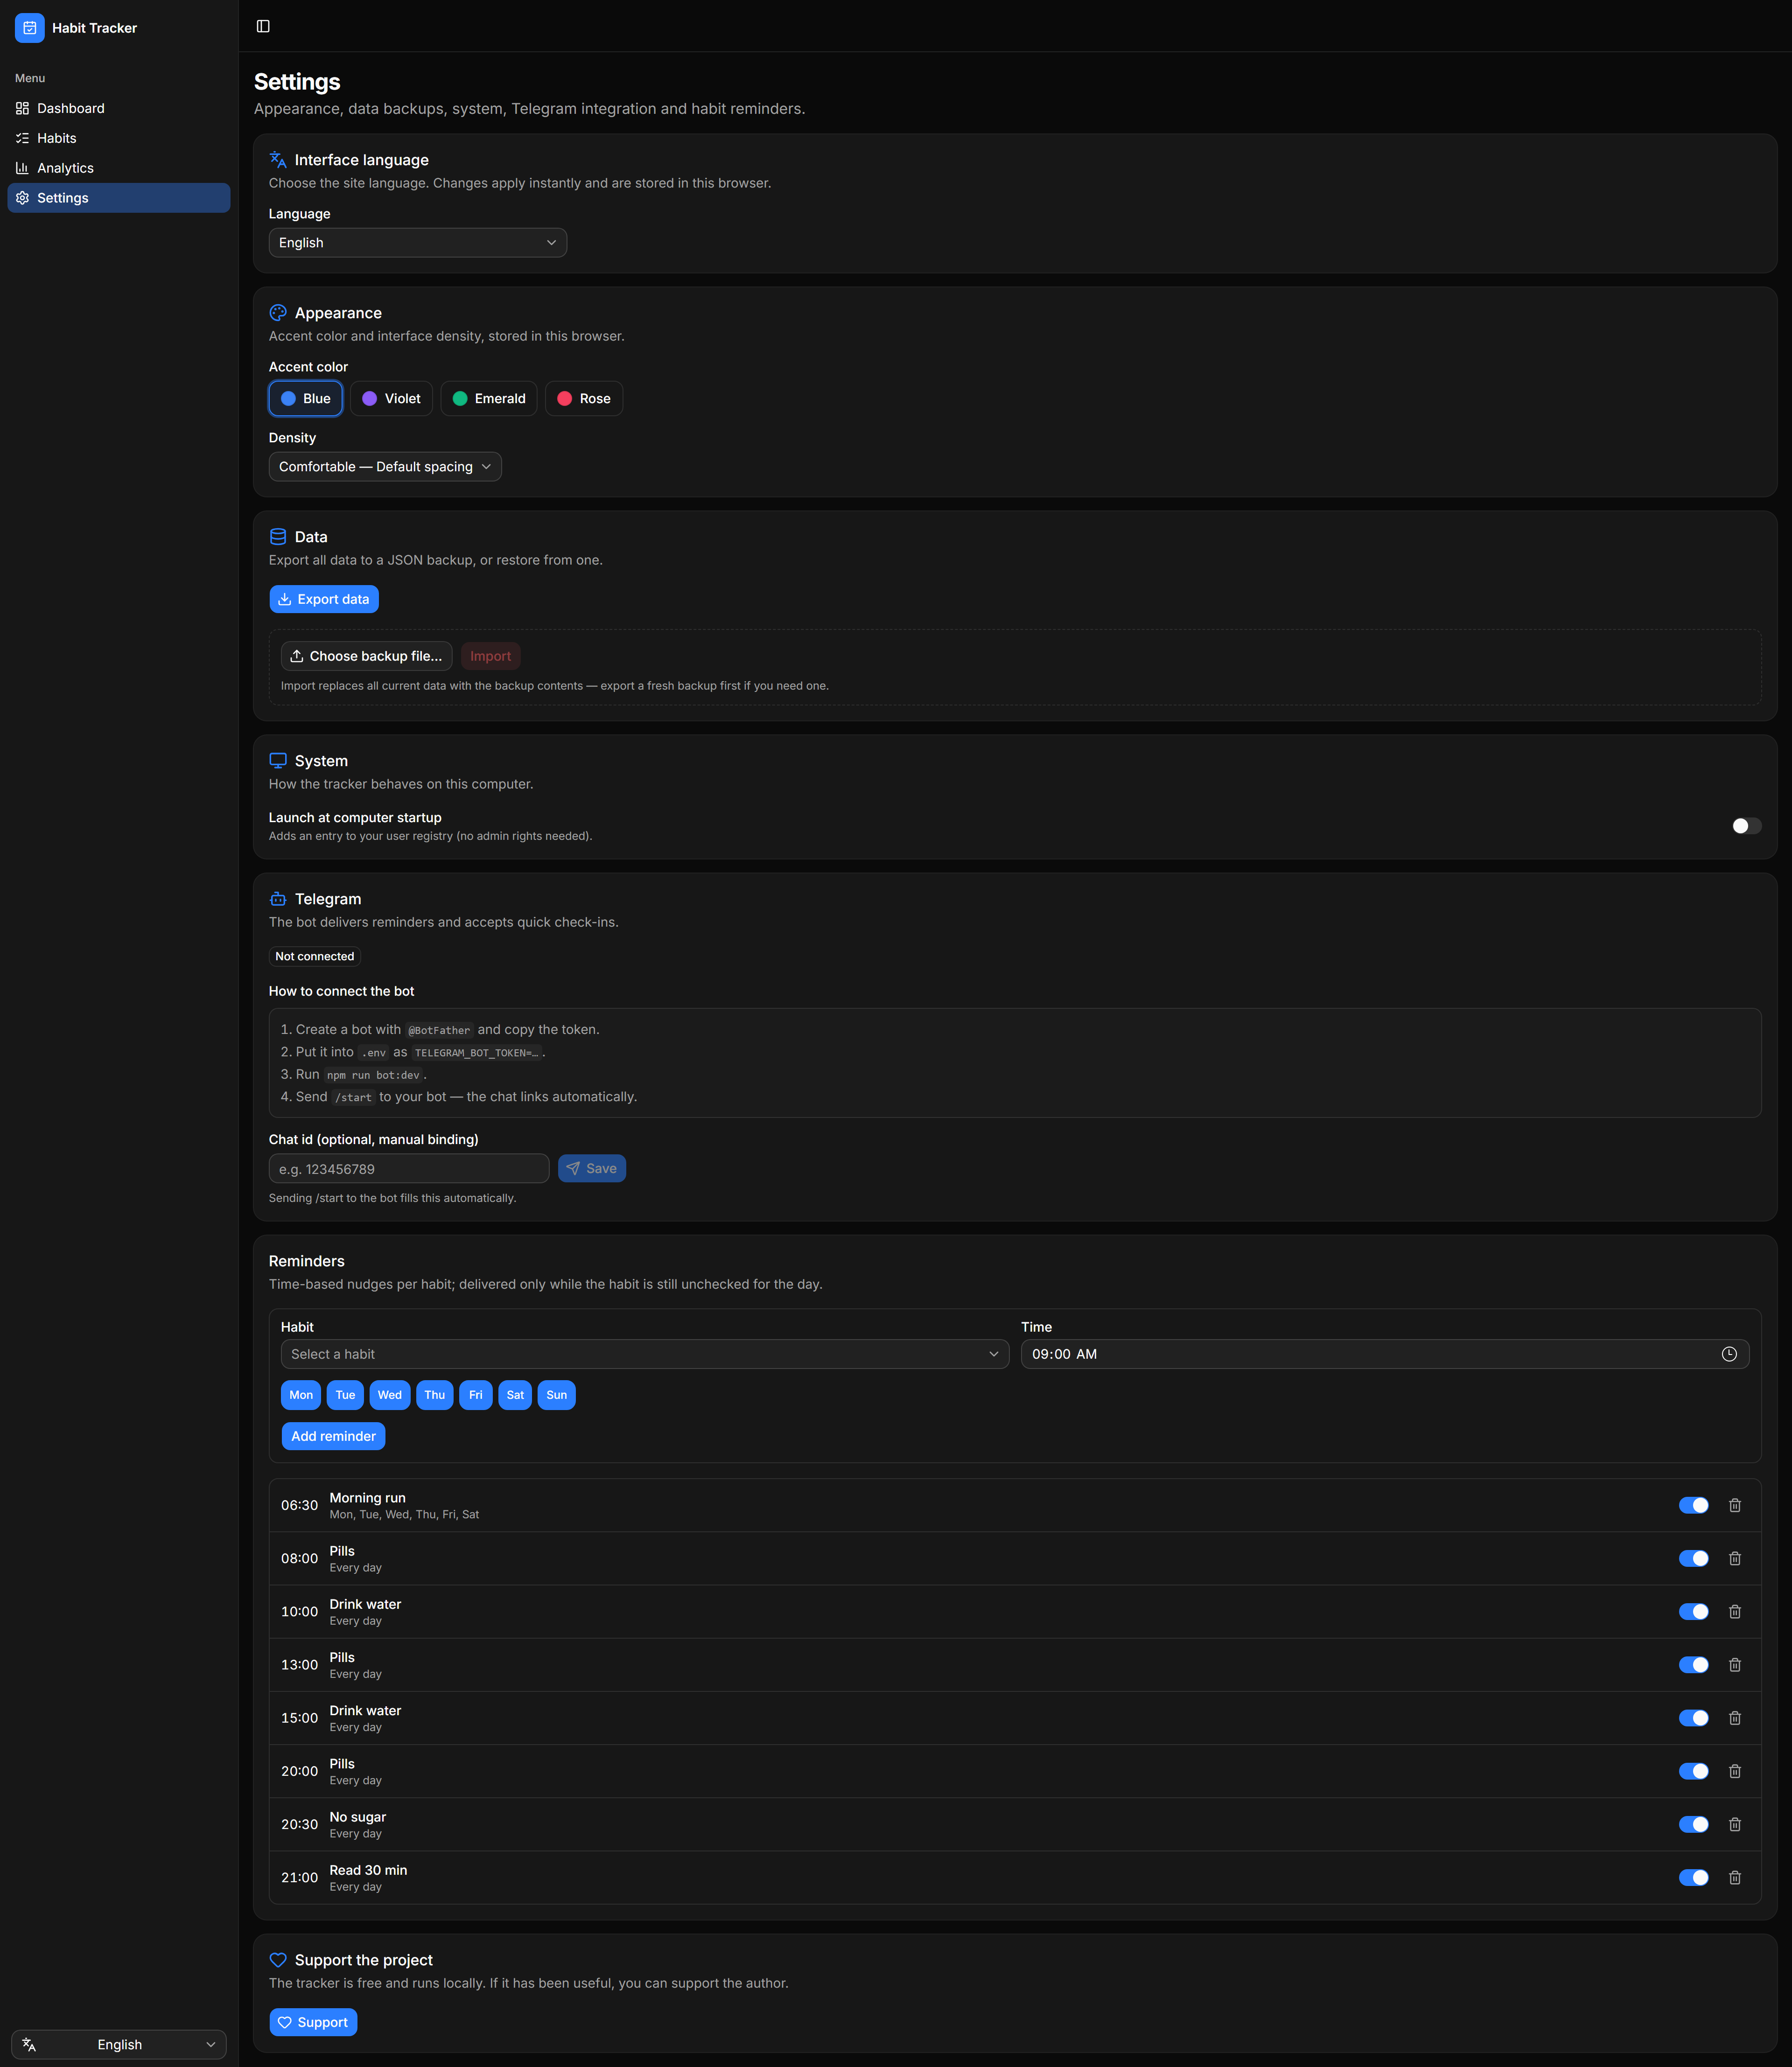 Habit Tracker
Menu
Dashboard
Habits
Analytics
Settings
English
Settings
Appearance, data backups, system, Telegram integration and habit reminders.
Interface language
Choose the site language. Changes apply instantly and are stored in this browser.
Language
English
Appearance
Accent color and interface density, stored in this browser.
Accent color
Blue Violet Emerald Rose
Density
Comfortable — Default spacing
Data
Export all data to a JSON backup, or restore from one.
Export data
Choose backup file... Import
Import replaces all current data with the backup contents — export a fresh backup first if you need one.
System
How the tracker behaves on this computer.
Launch at computer startup
Adds an entry to your user registry (no admin rights needed).
Telegram
The bot delivers reminders and accepts quick check-ins.
Not connected
How to connect the bot
1. Create a bot with @BotFather and copy the token.
2. Put it into .env as TELEGRAM_BOT_TOKEN=… .
3. Run npm run bot:dev .
4. Send /start to your bot — the chat links automatically.
Chat id (optional, manual binding)
e.g. 123456789 Save
Sending /start to the bot fills this automatically.
Reminders
Time-based nudges per habit; delivered only while the habit is still unchecked for the day.
Habit Time
Select a habit 09:00 AM
Mon Tue Wed Thu Fri Sat Sun
Add reminder
06:30 Morning run
Mon, Tue, Wed, Thu, Fri, Sat
08:00 Pills
Every day
10:00 Drink water
Every day
13:00 Pills
Every day
15:00 Drink water
Every day
20:00 Pills
Every day
20:30 No sugar
Every day
21:00 Read 30 min
Every day
Support the project
The tracker is free and runs locally. If it has been useful, you can support the author.
Support